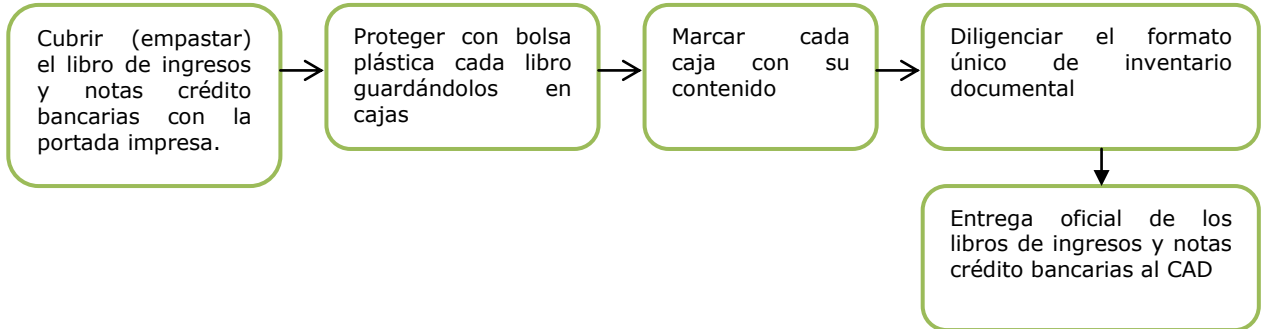 Cubrir (empastar)
el libro de ingresos
y notas crédito
bancarias con la
portada impresa.
Proteger con bolsa
plástica cada libro
guardándolos en
cajas
Marcar cada
caja con su
contenido
Diligenciar el formato
único de inventario
documental
Entrega oficial de los
libros de ingresos y notas
crédito bancarias al CAD